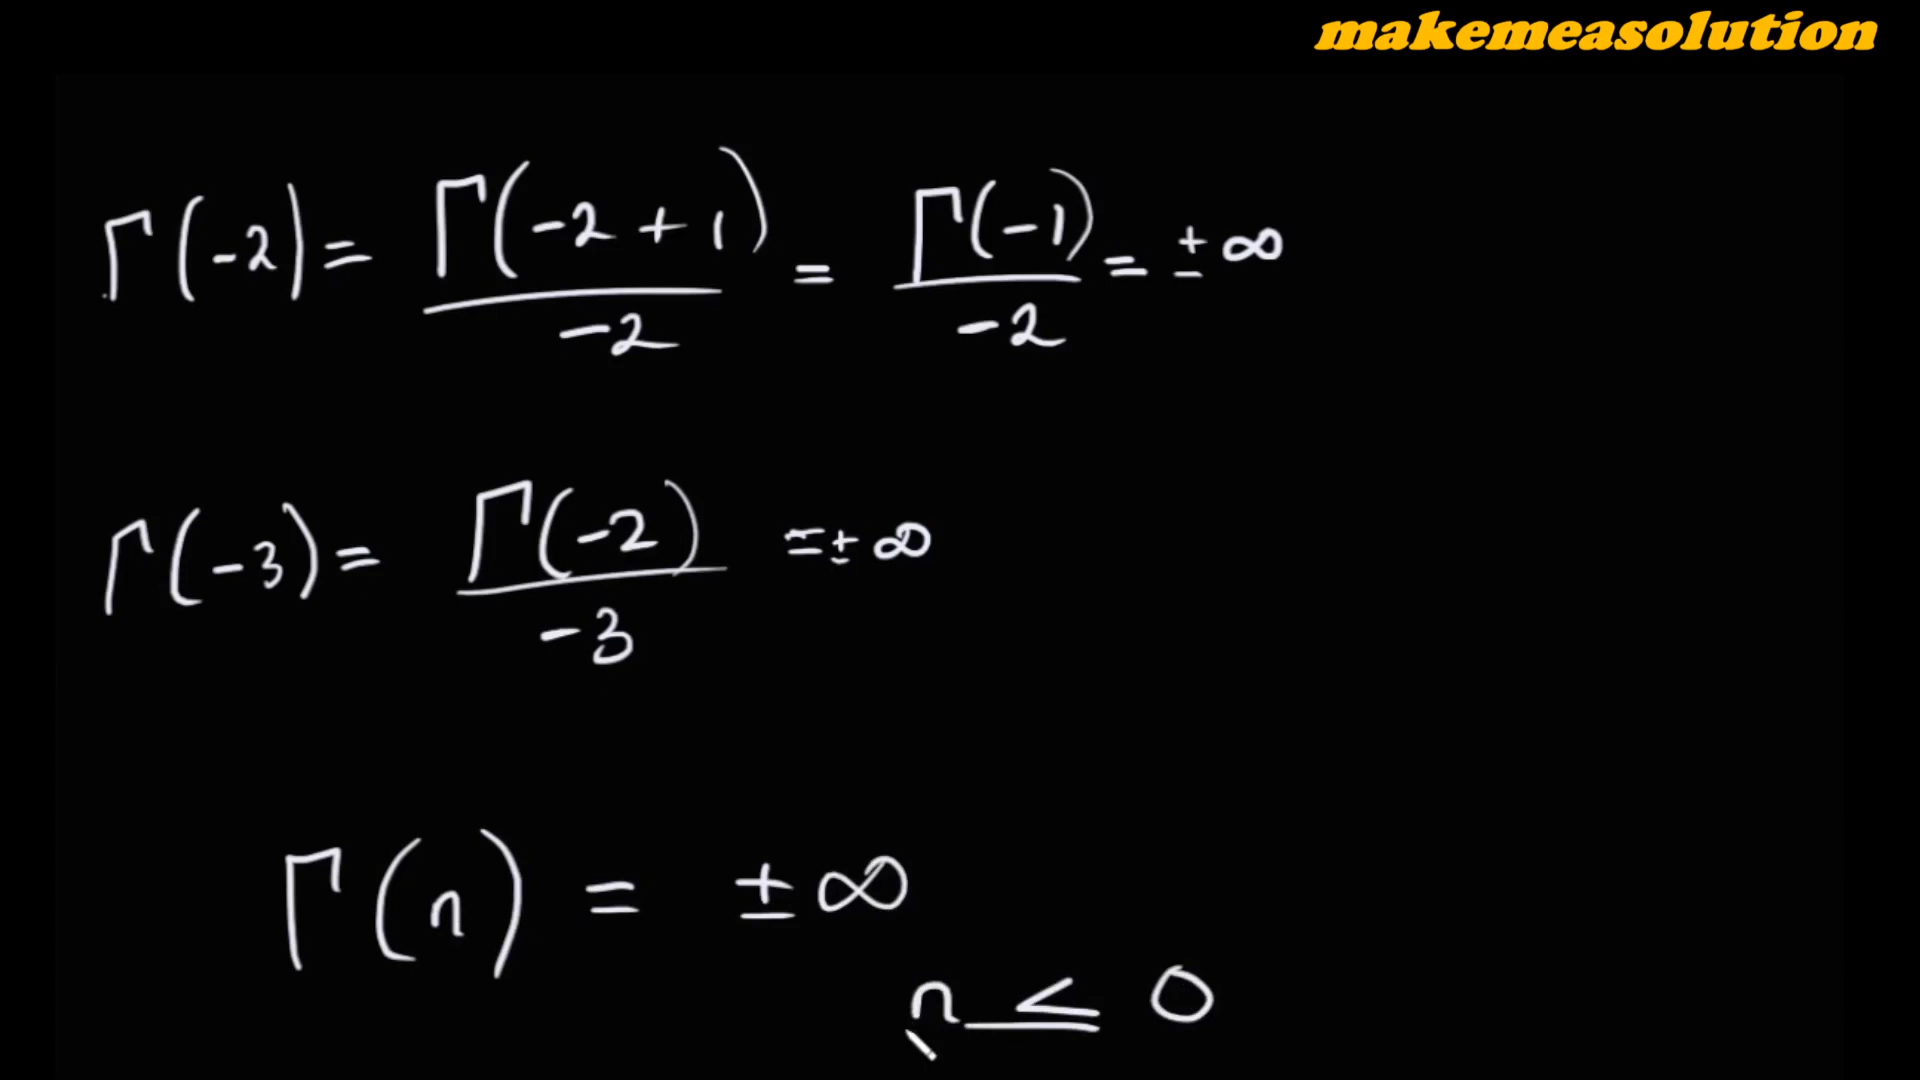 makemeasolution
Γ(-2) = Γ(-2 + 1) / -2 = Γ(-1) / -2 = ± ∞
Γ(-3) = Γ(-2) / -3 = ± ∞
Γ(n) = ± ∞
n ≤ 0